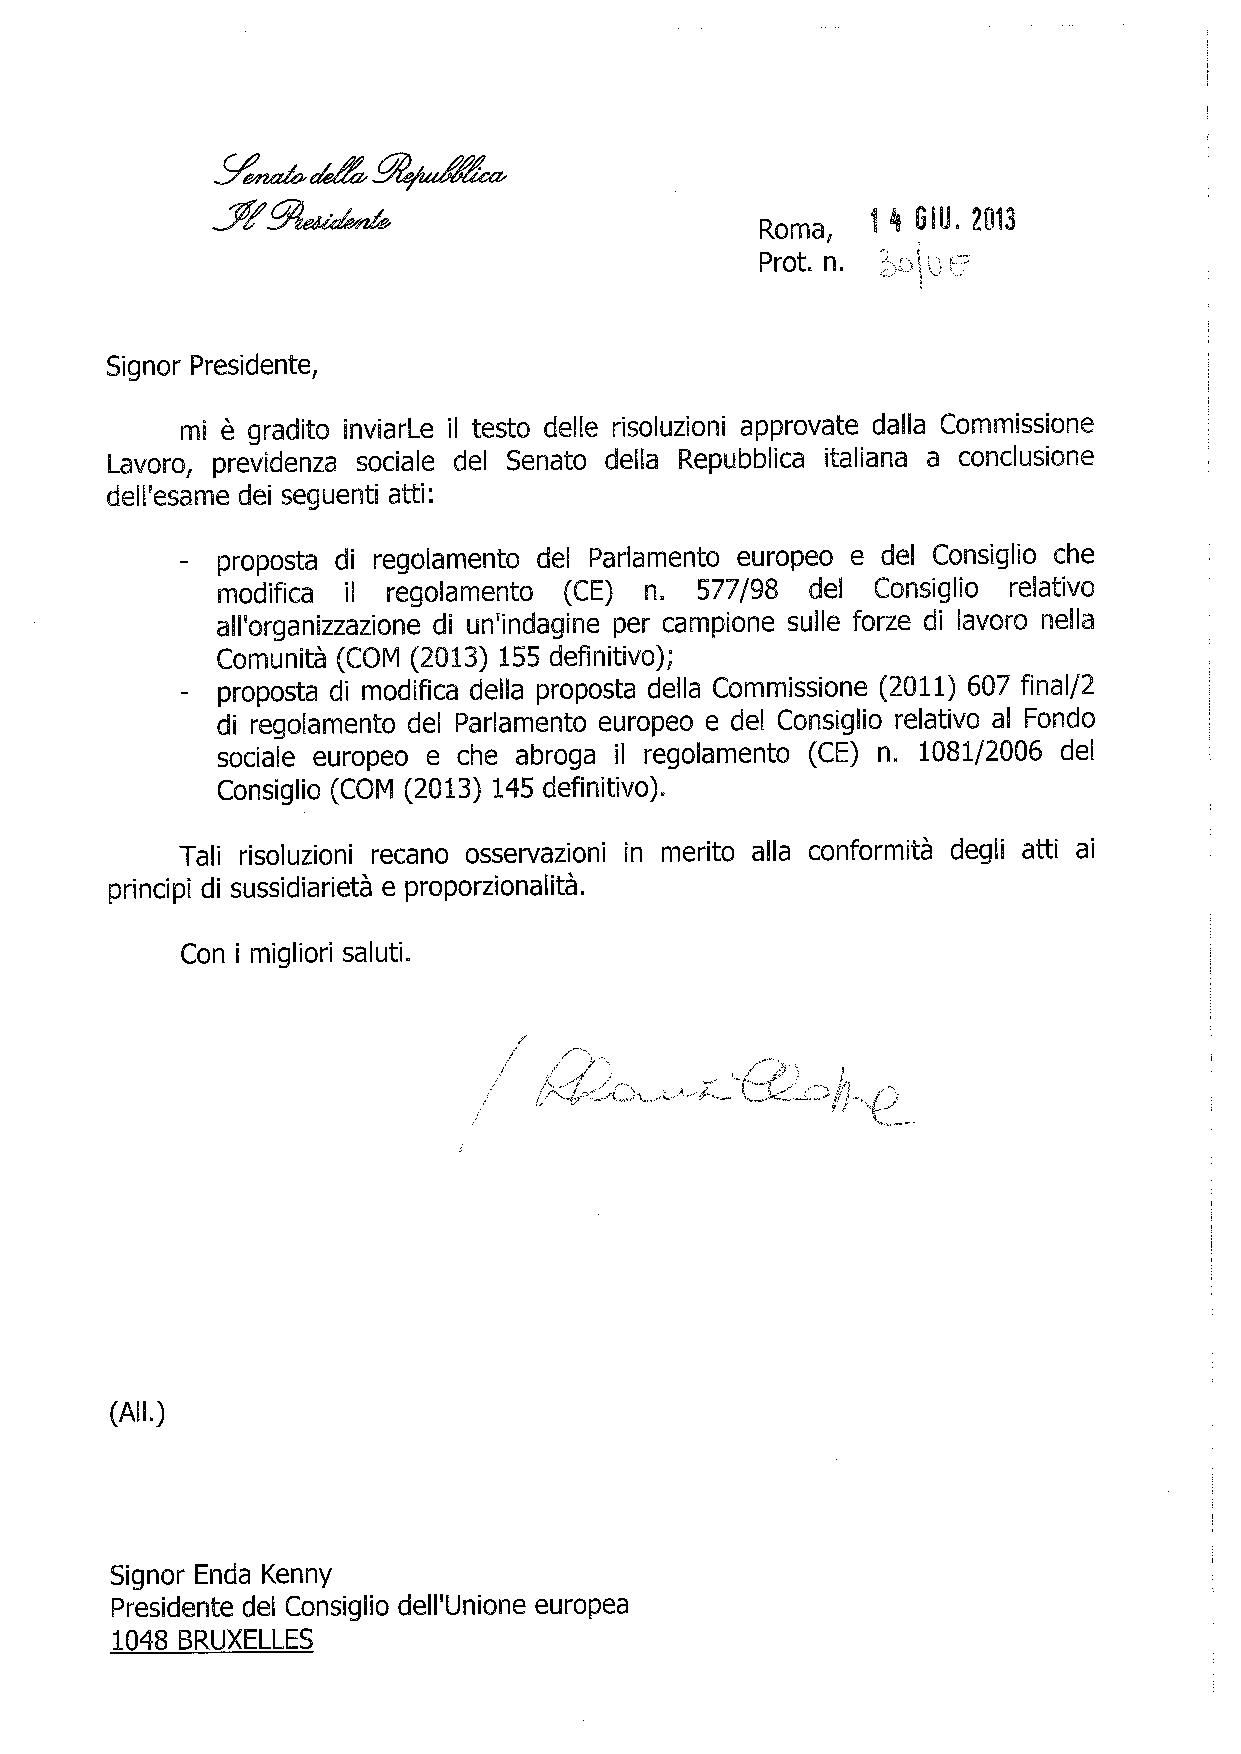 Senato della Repubblica
Il Presidente
Roma, 14 GIU. 2013
Prot. n.
Signor Presidente,
mi è gradito inviarLe il testo delle risoluzioni approvate dalla Commissione
Lavoro, previdenza sociale del Senato della Repubblica italiana a conclusione
dell'esame dei seguenti atti:
- proposta di regolamento del Parlamento europeo e del Consiglio che
modifica il regolamento (CE) n. 577/98 del Consiglio relativo
all'organizzazione di un'indagine per campione sulle forze di lavoro nella
Comunità (COM (2013) 155 definitivo);
- proposta di modifica della proposta della Commissione (2011) 607 final/2
di regolamento del Parlamento europeo e del Consiglio relativo al Fondo
sociale europeo e che abroga il regolamento (CE) n. 1081/2006 del
Consiglio (COM (2013) 145 definitivo).
Tali risoluzioni recano osservazioni in merito alla conformità degli atti ai
principi di sussidiarietà e proporzionalità.
Con i migliori saluti.
(All.)
Signor Enda Kenny
Presidente del Consiglio dell'Unione europea
1048 BRUXELLES